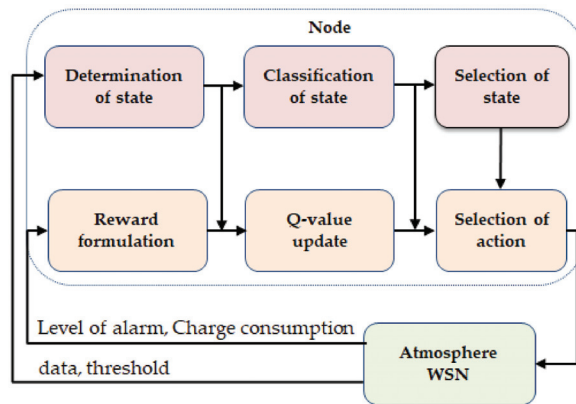 Node
Determination
of state
Classification
of state
Selection of
state
Reward
formulation
Q-value
update
Selection of
action
Level of alarm, Charge consumption
data, threshold
Atmosphere
WSN